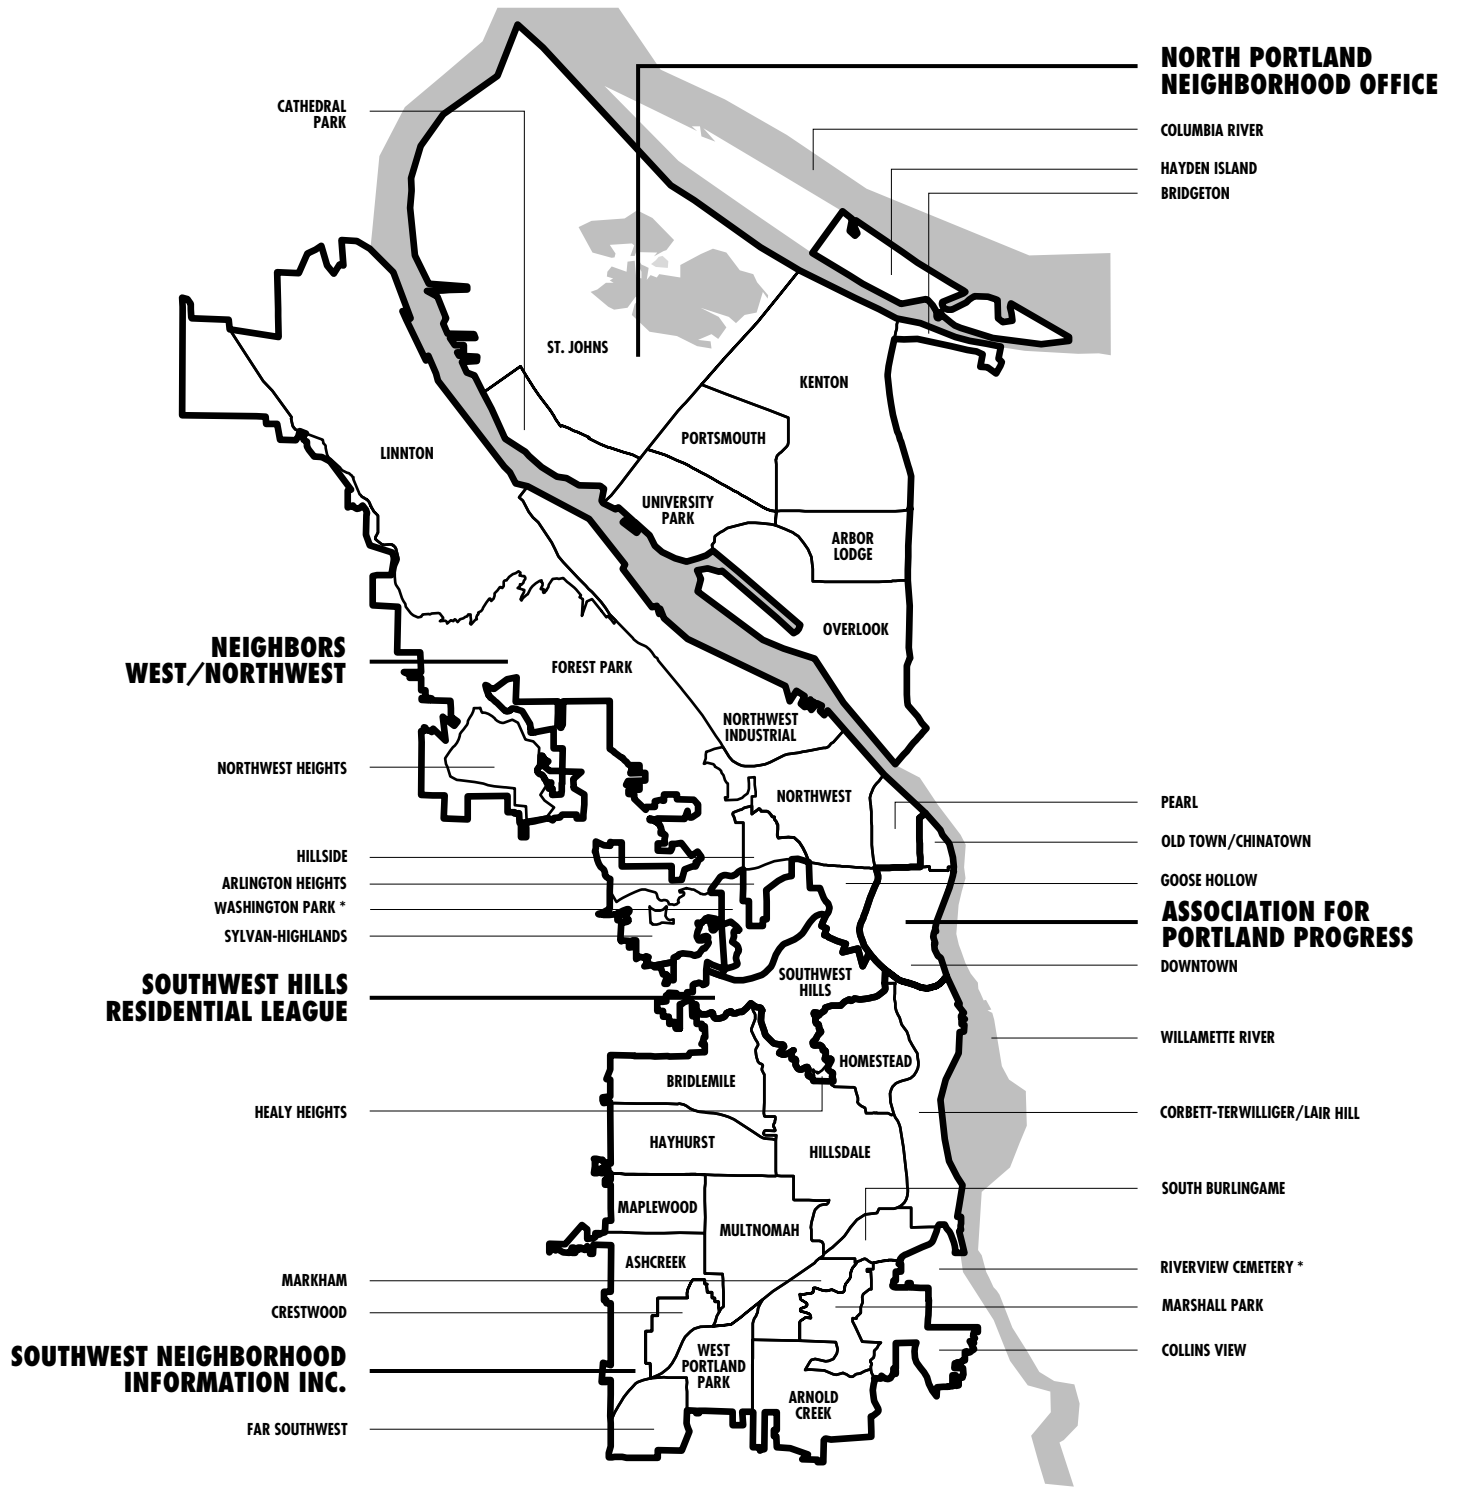 NORTH PORTLAND
NEIGHBORHOOD OFFICE
CATHEDRAL
PARK
COLUMBIA RIVER
HAYDEN ISLAND
BRIDGETON
ST. JOHNS
KENTON
PORTSMOUTH
LINNTON
UNIVERSITY
PARK
ARBOR
LODGE
OVERLOOK
NEIGHBORS
WEST/NORTHWEST
FOREST PARK
NORTHWEST
INDUSTRIAL
NORTHWEST HEIGHTS
NORTHWEST
PEARL
OLD TOWN/CHINATOWN
HILLSIDE
ARLINGTON HEIGHTS
GOOSE HOLLOW
WASHINGTON PARK *
ASSOCIATION FOR
PORTLAND PROGRESS
SYLVAN-HIGHLANDS
DOWNTOWN
SOUTHWEST HILLS
RESIDENTIAL LEAGUE
SOUTHWEST
HILLS
WILLAMETTE RIVER
HOMESTEAD
BRIDLEMILE
HEALY HEIGHTS
CORBETT-TERWILLIGER/LAIR HILL
HAYHURST
HILLSDALE
SOUTH BURLINGAME
MAPLEWOOD
MULTNOMAH
ASHCREEK
RIVERVIEW CEMETERY *
MARKHAM
CRESTWOOD
MARSHALL PARK
SOUTHWEST NEIGHBORHOOD
INFORMATION INC.
WEST
PORTLAND
PARK
COLLINS VIEW
ARNOLD
CREEK
FAR SOUTHWEST